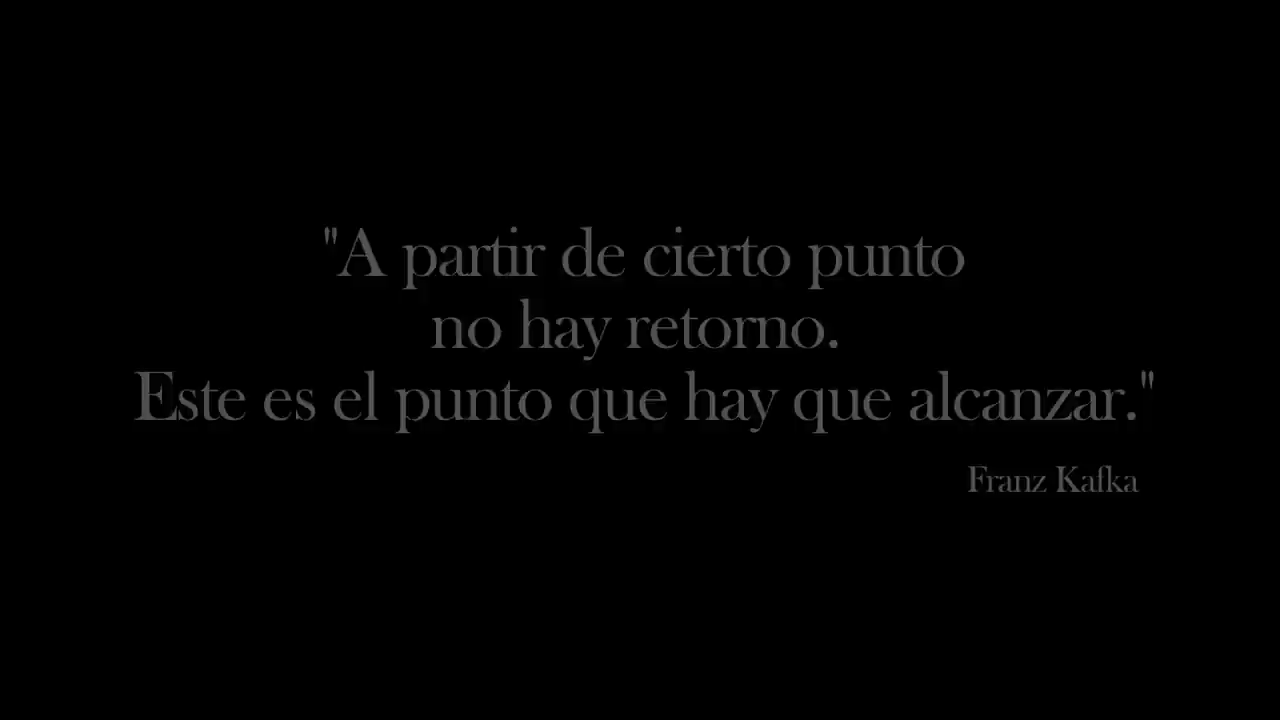 "A partir de cierto punto
no hay retorno.
Este es el punto que hay que alcanzar."
Franz Kafka